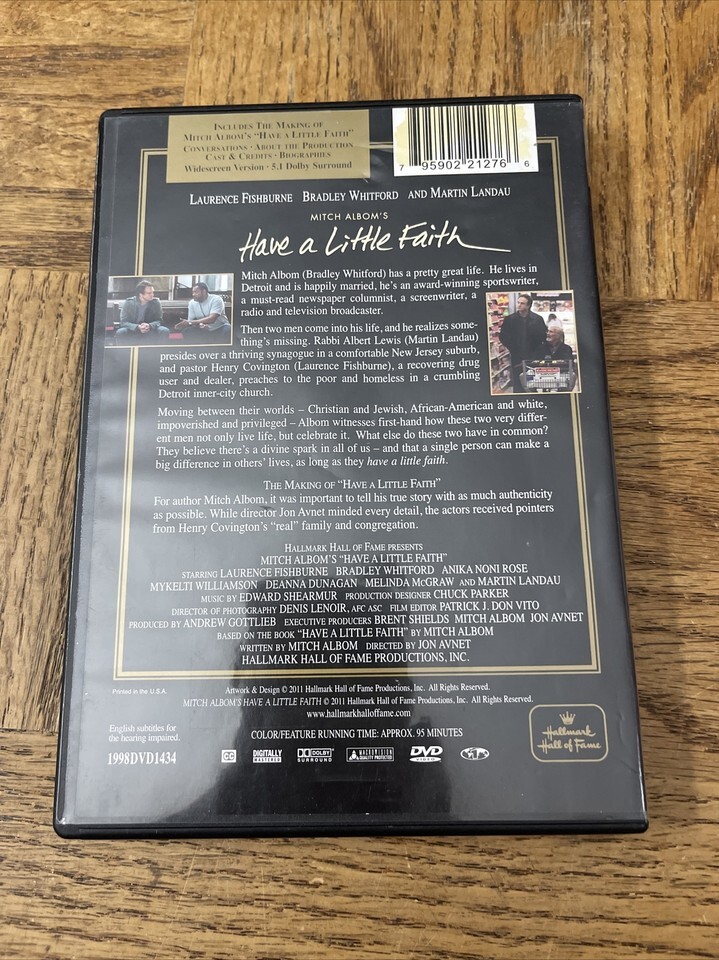 INCLUDES THE MAKING OF
MITCH ALBOM'S "HAVE A LITTLE FAITH"
CONVERSATIONS · ABOUT THE PRODUCTION
CAST & CREDITS · BIOGRAPHIES
Widescreen Version · 5.1 Dolby Surround
7 95902 21276 6
LAURENCE FISHBURNE BRADLEY WHITFORD AND MARTIN LANDAU
MITCH ALBOM'S
Have a Little Faith
Mitch Albom (Bradley Whitford) has a pretty great life. He lives in
Detroit and is happily married, he's an award-winning sportswriter,
a must-read newspaper columnist, a screenwriter, a
radio and television broadcaster.
Then two men come into his life, and he realizes some-
thing's missing. Rabbi Albert Lewis (Martin Landau)
presides over a thriving synagogue in a comfortable New Jersey suburb,
and pastor Henry Covington (Laurence Fishburne), a recovering drug
user and dealer, preaches to the poor and homeless in a crumbling
Detroit inner-city church.
Moving between their worlds – Christian and Jewish, African-American and white,
impoverished and privileged – Albom witnesses first-hand how these two very differ-
ent men not only live life, but celebrate it. What else do these two have in common?
They believe there's a divine spark in all of us – and that a single person can make a
big difference in others' lives, as long as they have a little faith.
THE MAKING OF "HAVE A LITTLE FAITH"
For author Mitch Albom, it was important to tell his true story with as much authenticity
as possible. While director Jon Avnet minded every detail, the actors received pointers
from Henry Covington's "real" family and congregation.
HALLMARK HALL OF FAME PRESENTS
MITCH ALBOM'S "HAVE A LITTLE FAITH"
STARRING LAURENCE FISHBURNE BRADLEY WHITFORD ANIKA NONI ROSE
MYKELTI WILLIAMSON DEANNA DUNAGAN MELINDA McGRAW AND MARTIN LANDAU
MUSIC BY EDWARD SHEARMUR PRODUCTION DESIGNER CHUCK PARKER
DIRECTOR OF PHOTOGRAPHY DENIS LENOIR, AFC ASC FILM EDITOR PATRICK J. DON VITO
PRODUCED BY ANDREW GOTTLIEB EXECUTIVE PRODUCERS BRENT SHIELDS MITCH ALBOM JON AVNET
BASED ON THE BOOK "HAVE A LITTLE FAITH" BY MITCH ALBOM
WRITTEN BY MITCH ALBOM DIRECTED BY JON AVNET
HALLMARK HALL OF FAME PRODUCTIONS, INC.
Printed in the U.S.A.
Artwork & Design © 2011 Hallmark Hall of Fame Productions, Inc. All Rights Reserved.
MITCH ALBOM'S HAVE A LITTLE FAITH © 2011 Hallmark Hall of Fame Productions, Inc. All Rights Reserved.
www.hallmarkhalloffame.com
English subtitles for
the hearing impaired.
1998DVD1434
COLOR/FEATURE RUNNING TIME: APPROX. 95 MINUTES
CC
DIGITALLY
MASTERED
DOLBY
SURROUND
MACROVISION
QUALITY PROTECTED
DVD
VIDEO
Hallmark
Hall of Fame